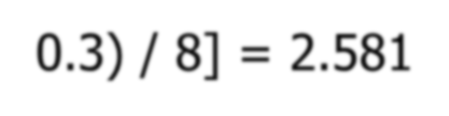 0.3) / 8] = 2.581